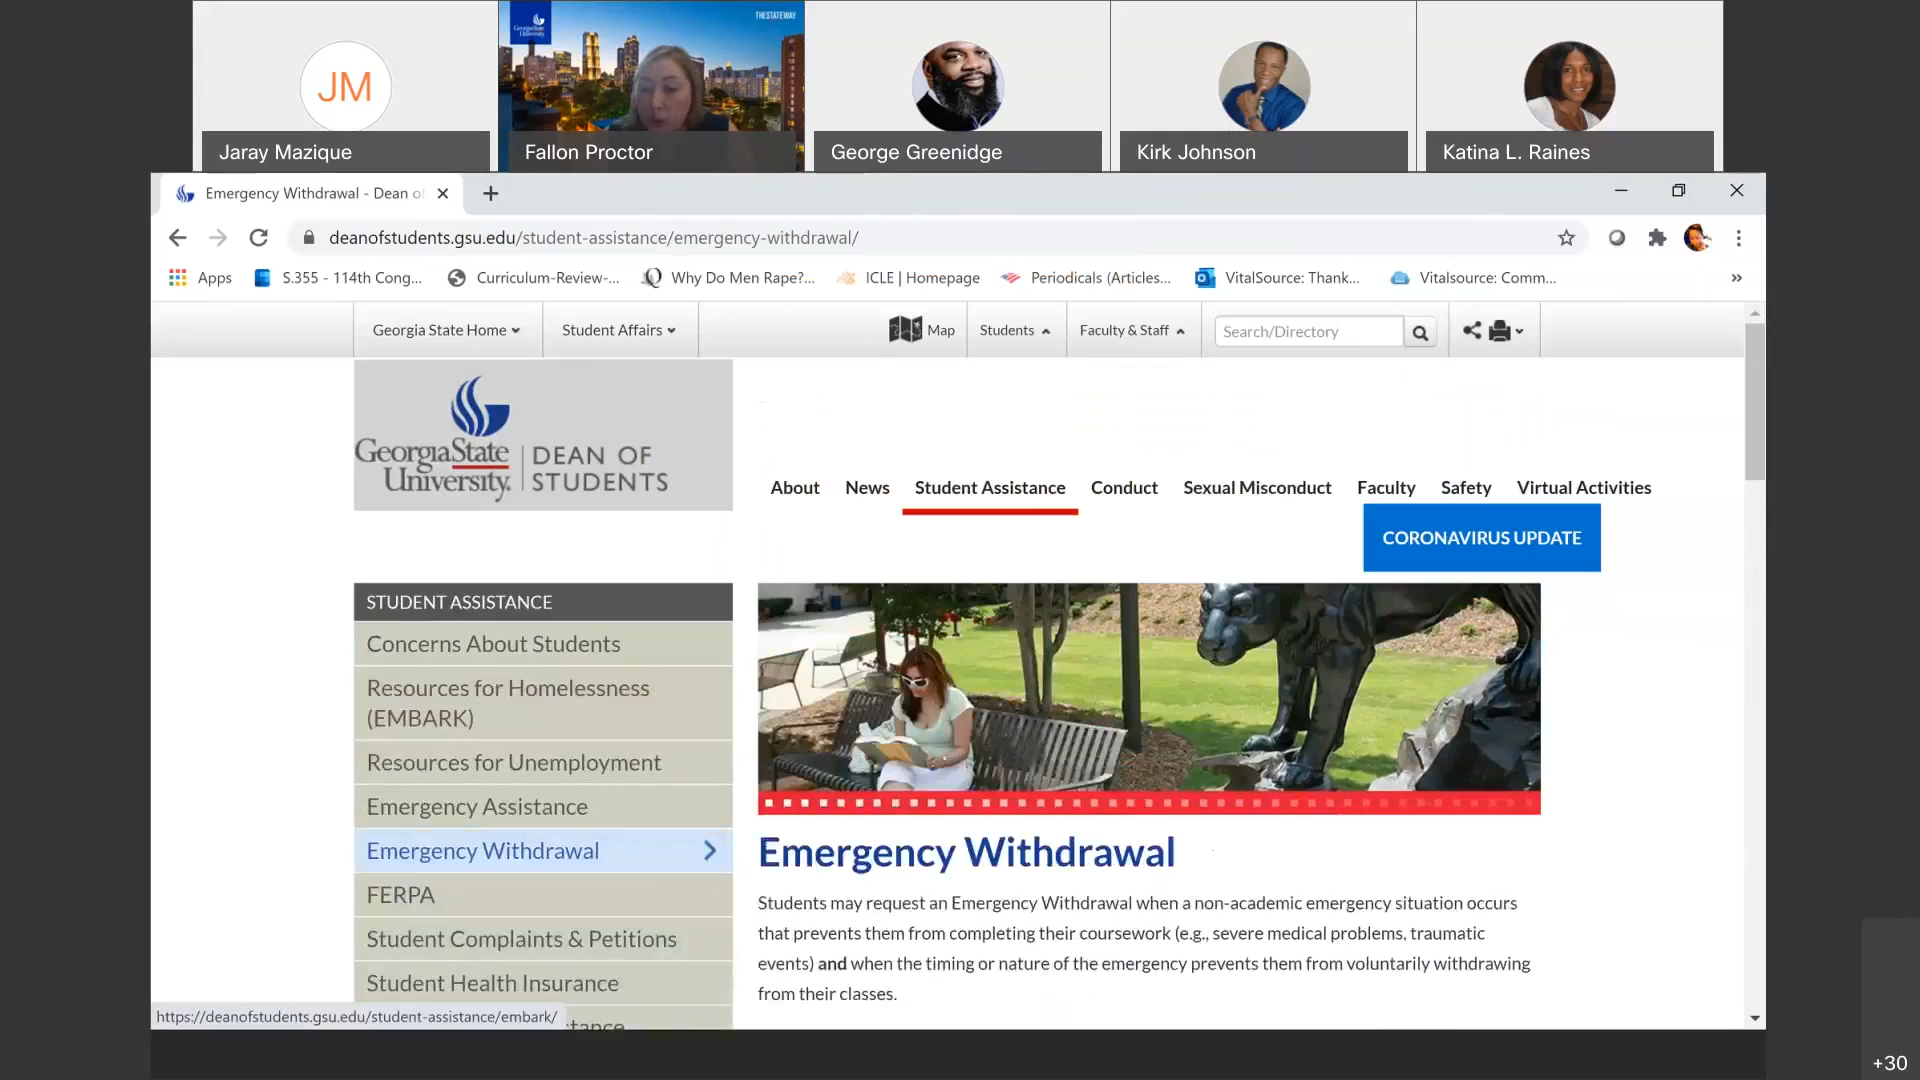 Georgia State
University
THESTATEWAY
JM
Jaray Mazique
Fallon Proctor
George Greenidge
Kirk Johnson
Katina L. Raines
Emergency Withdrawal - Dean of
deanofstudents.gsu.edu/student-assistance/emergency-withdrawal/
Apps
S.355 - 114th Cong...
Curriculum-Review-...
Why Do Men Rape?...
ICLE | Homepage
Periodicals (Articles...
VitalSource: Thank...
Vitalsource: Comm...
Georgia State Home
Student Affairs
Map
Students
Faculty & Staff
Search/Directory
GeorgiaState
University
DEAN OF
STUDENTS
About
News
Student Assistance
Conduct
Sexual Misconduct
Faculty
Safety
Virtual Activities
CORONAVIRUS UPDATE
STUDENT ASSISTANCE
Concerns About Students
Resources for Homelessness
(EMBARK)
Resources for Unemployment
Emergency Assistance
Emergency Withdrawal
FERPA
Student Complaints & Petitions
Student Health Insurance
Emergency Withdrawal
Students may request an Emergency Withdrawal when a non-academic emergency situation occurs
that prevents them from completing their coursework (e.g., severe medical problems, traumatic
events) and when the timing or nature of the emergency prevents them from voluntarily withdrawing
from their classes.
https://deanofstudents.gsu.edu/student-assistance/embark/
+30